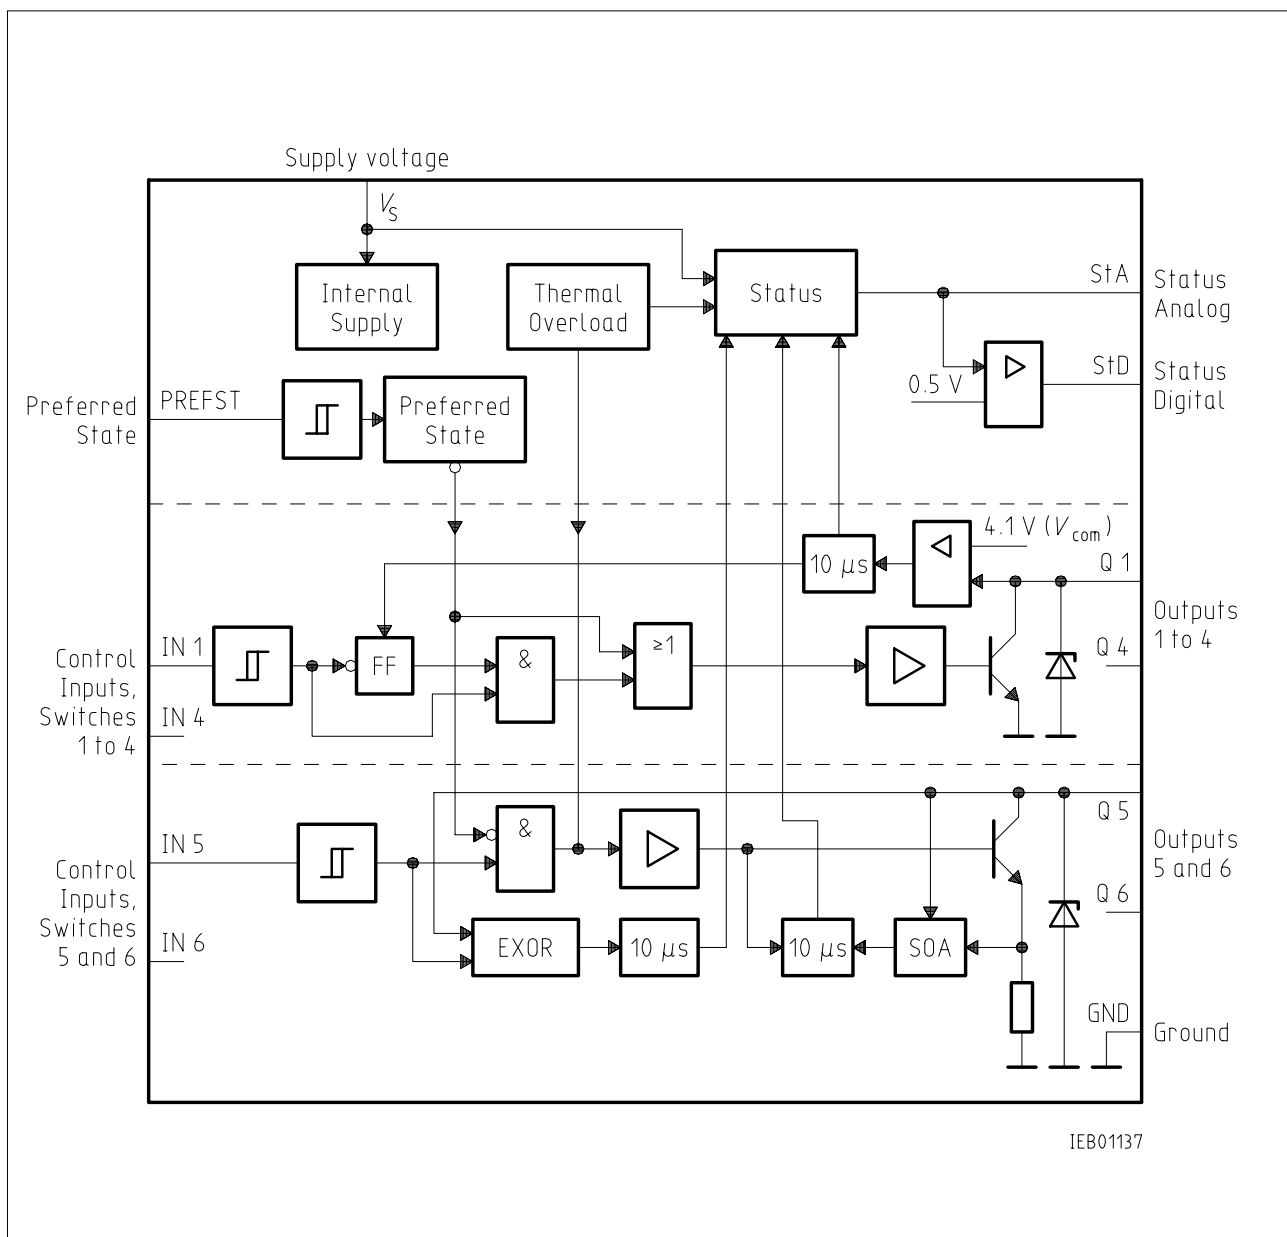 Supply voltage
V_S
Internal
Supply
Thermal
Overload
Status
StA
Status
Analog
0.5 V
StD
Status
Digital
Preferred
State
PREFST
Preferred
State
4.1 V (V_com)
10 µs
Q 1
Outputs
1 to 4
Q 4
Control
Inputs,
Switches
1 to 4
IN 1
IN 4
FF
&
≥1
Q 5
Outputs
5 and 6
Q 6
Control
Inputs,
Switches
5 and 6
IN 5
IN 6
&
EXOR
10 µs
10 µs
SOA
GND
Ground
IEB01137